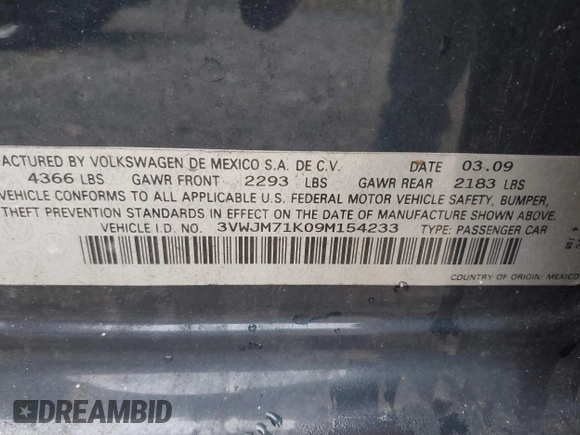 ACTURED BY VOLKSWAGEN DE MEXICO S.A. DE C.V. DATE 03.09
4366 LBS GAWR FRONT 2293 LBS GAWR REAR 2183 LBS
VEHICLE CONFORMS TO ALL APPLICABLE U.S. FEDERAL MOTOR VEHICLE SAFETY, BUMPER,
THEFT PREVENTION STANDARDS IN EFFECT ON THE DATE OF MANUFACTURE SHOWN ABOVE.
VEHICLE I.D. NO. 3VWJM71K09M154233 TYPE: PASSENGER CAR
COUNTRY OF ORIGIN: MEXICO
DREAMBID